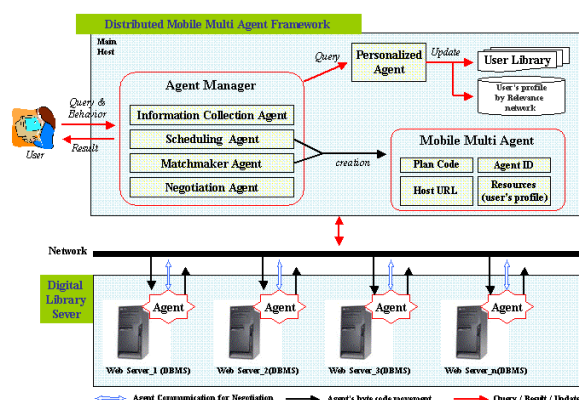 Distributed Mobile Multi Agent Framework
Main
Host
Query
Personalized
Agent
Update
User Library
User's profile
by Relevance
network
Agent Manager
Query &
Behavior
User
Result
Information Collection Agent
Scheduling Agent
Matchmaker Agent
Negotiation Agent
creation
Mobile Multi Agent
Plan Code
Agent ID
Host URL
Resources
(user's profile)
Network
Digital
Library
Sever
Agent
Agent
Agent
Agent
Web Server_1 (DBMS)
Web Server_2(DBMS)
Web Server_3(DBMS)
Web Server_n(DBMS)
Agent Communication for Negotiation
Agent's byte code movement
Query / Result / Update